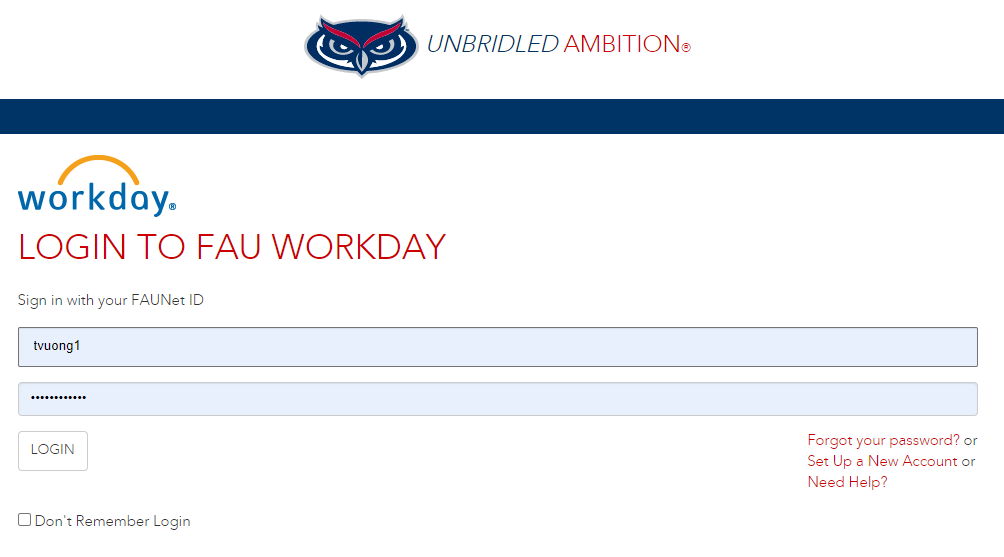 UNBRIDLED AMBITION®
workday®
LOGIN TO FAU WORKDAY
Sign in with your FAUNet ID
tvuong1
••••••••••••
LOGIN
Forgot your password? or
Set Up a New Account or
Need Help?
Don't Remember Login